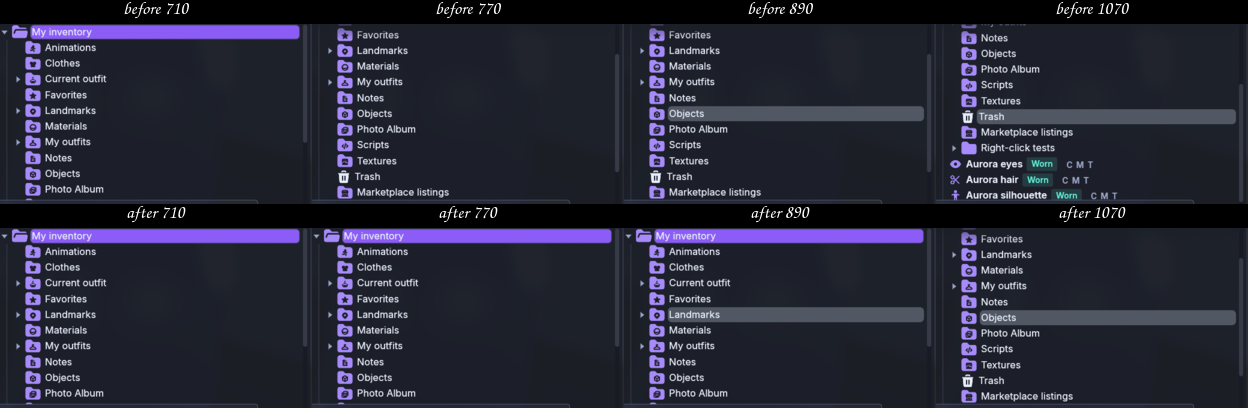 before 710
My inventory
Animations
Clothes
Current outfit
Favorites
Landmarks
Materials
My outfits
Notes
Objects
Photo Album
before 770
Favorites
Landmarks
Materials
My outfits
Notes
Objects
Photo Album
Scripts
Textures
Trash
Marketplace listings
before 890
Favorites
Landmarks
Materials
My outfits
Notes
Objects
Photo Album
Scripts
Textures
Trash
Marketplace listings
before 1070
Notes
Objects
Photo Album
Scripts
Textures
Trash
Marketplace listings
Right-click tests
Aurora eyes Worn C M T
Aurora hair Worn C M T
Aurora silhouette Worn C M T
after 710
My inventory
Animations
Clothes
Current outfit
Favorites
Landmarks
Materials
My outfits
Notes
Objects
Photo Album
after 770
My inventory
Animations
Clothes
Current outfit
Favorites
Landmarks
Materials
My outfits
Notes
Objects
Photo Album
after 890
My inventory
Animations
Clothes
Current outfit
Favorites
Landmarks
Materials
My outfits
Notes
Objects
Photo Album
after 1070
Favorites
Landmarks
Materials
My outfits
Notes
Objects
Photo Album
Scripts
Textures
Trash
Marketplace listings